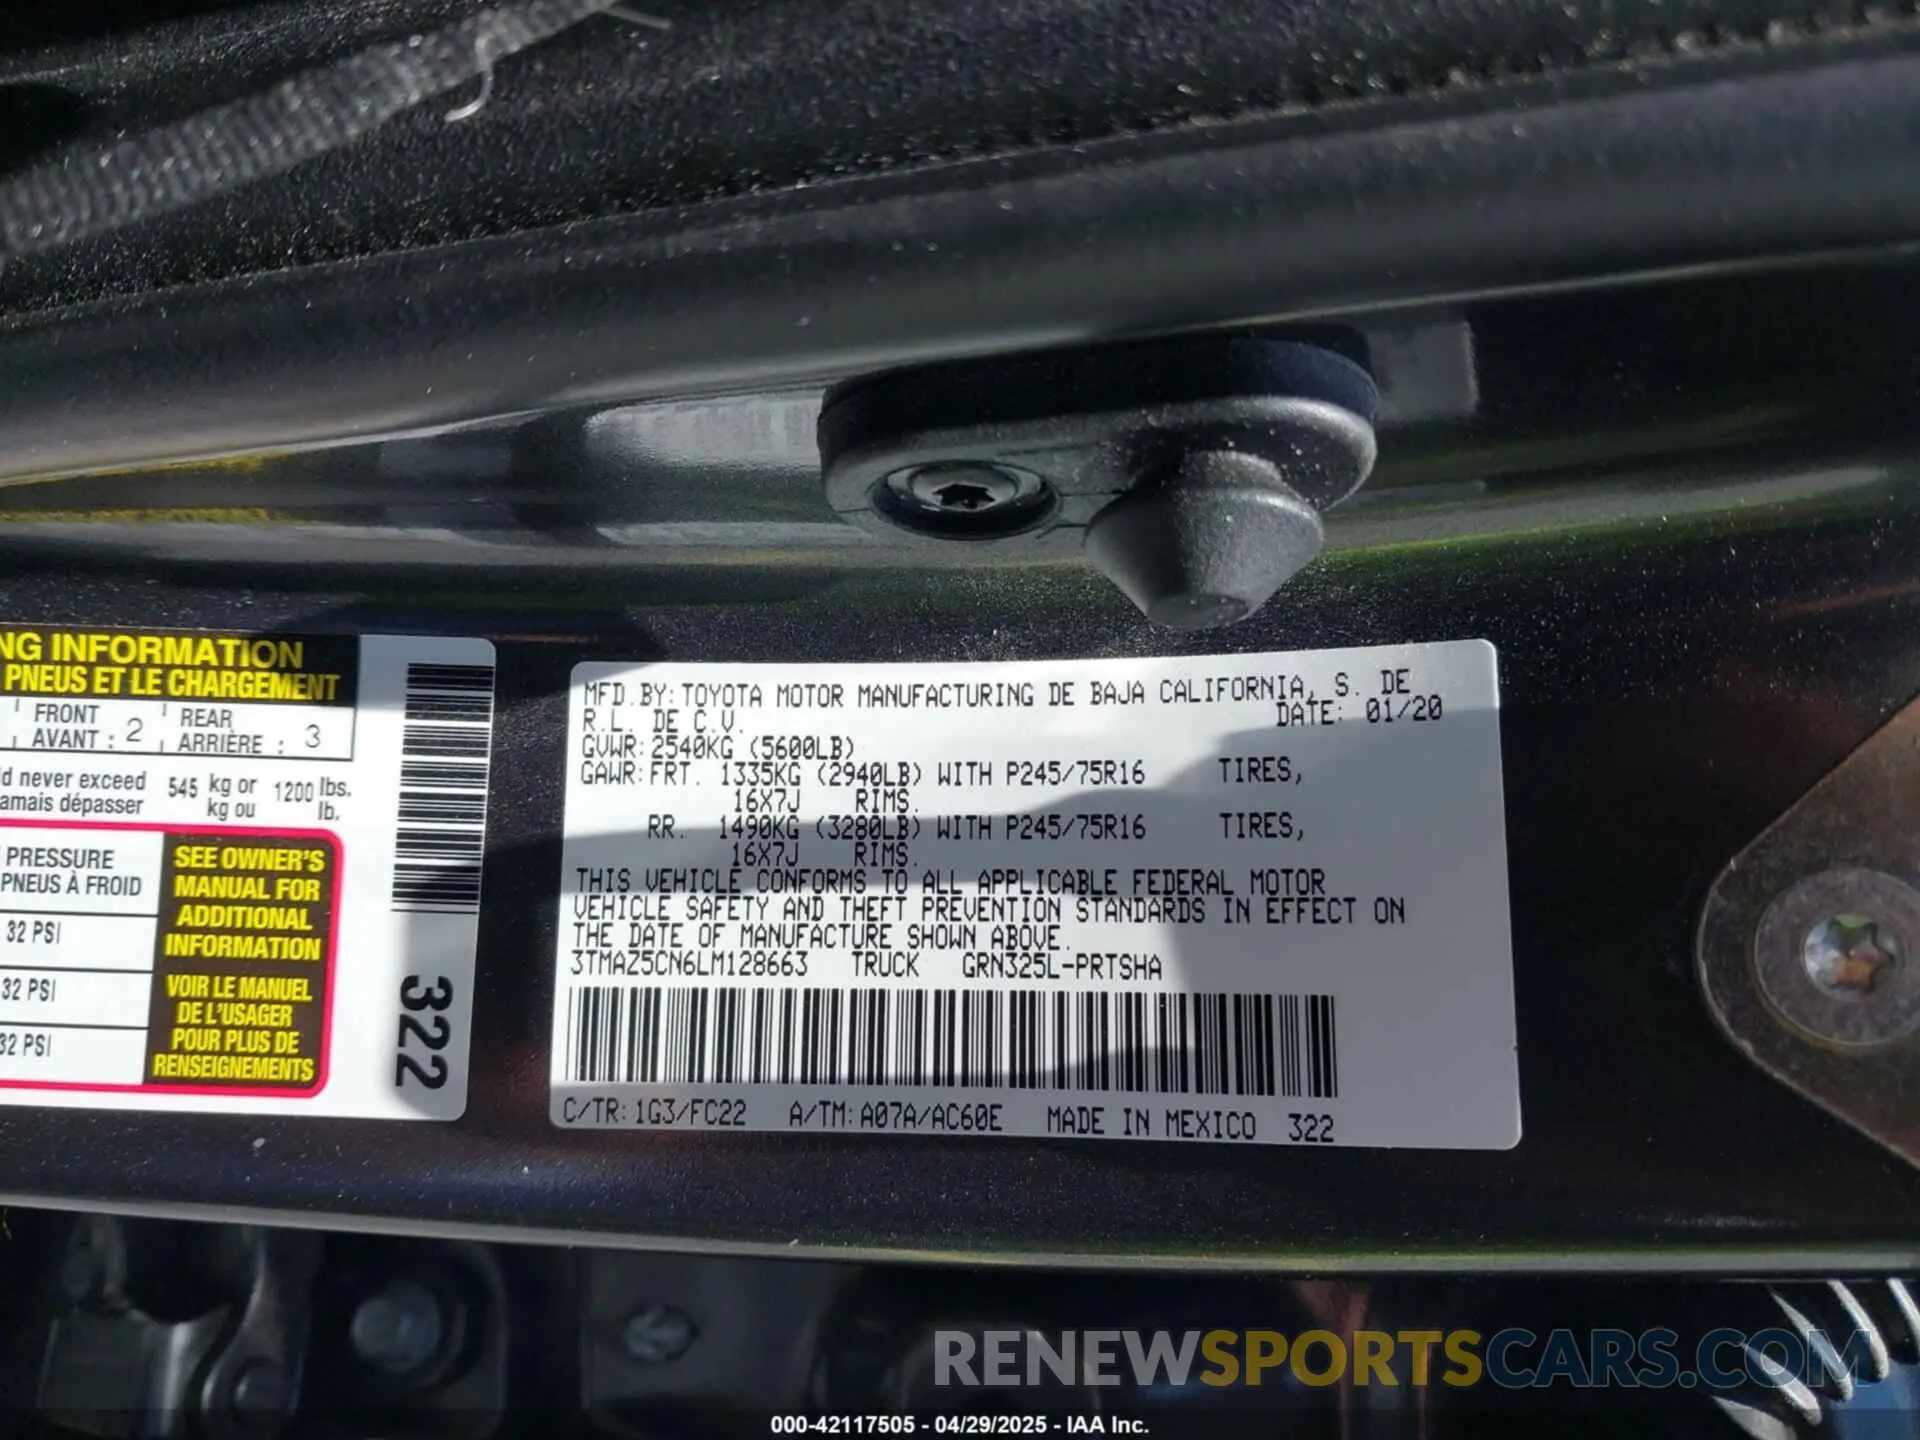 NG INFORMATION
PNEUS ET LE CHARGEMENT
FRONT
AVANT : 2
REAR
ARRIÈRE : 3
d never exceed
amais dépasser
545 kg or
kg ou
1200 lbs.
lb.
PRESSURE
PNEUS À FROID
32 PSI
32 PSI
32 PSI
SEE OWNER'S
MANUAL FOR
ADDITIONAL
INFORMATION
VOIR LE MANUEL
DE L'USAGER
POUR PLUS DE
RENSEIGNEMENTS
322
MFD.BY:TOYOTA MOTOR MANUFACTURING DE BAJA CALIFORNIA, S. DE
R.L. DE C.V. DATE: 01/20
GVWR:2540KG (5600LB)
GAWR:FRT. 1335KG (2940LB) WITH P245/75R16 TIRES,
16X7J RIMS.
RR. 1490KG (3280LB) WITH P245/75R16 TIRES,
16X7J RIMS.
THIS VEHICLE CONFORMS TO ALL APPLICABLE FEDERAL MOTOR
VEHICLE SAFETY AND THEFT PREVENTION STANDARDS IN EFFECT ON
THE DATE OF MANUFACTURE SHOWN ABOVE.
3TMAZ5CN6LM128663 TRUCK GRN325L-PRTSHA
C/TR:1G3/FC22 A/TM:A07A/AC60E MADE IN MEXICO 322
RENEWSPORTSCARS.COM
000-42117505 - 04/29/2025 - IAA Inc.